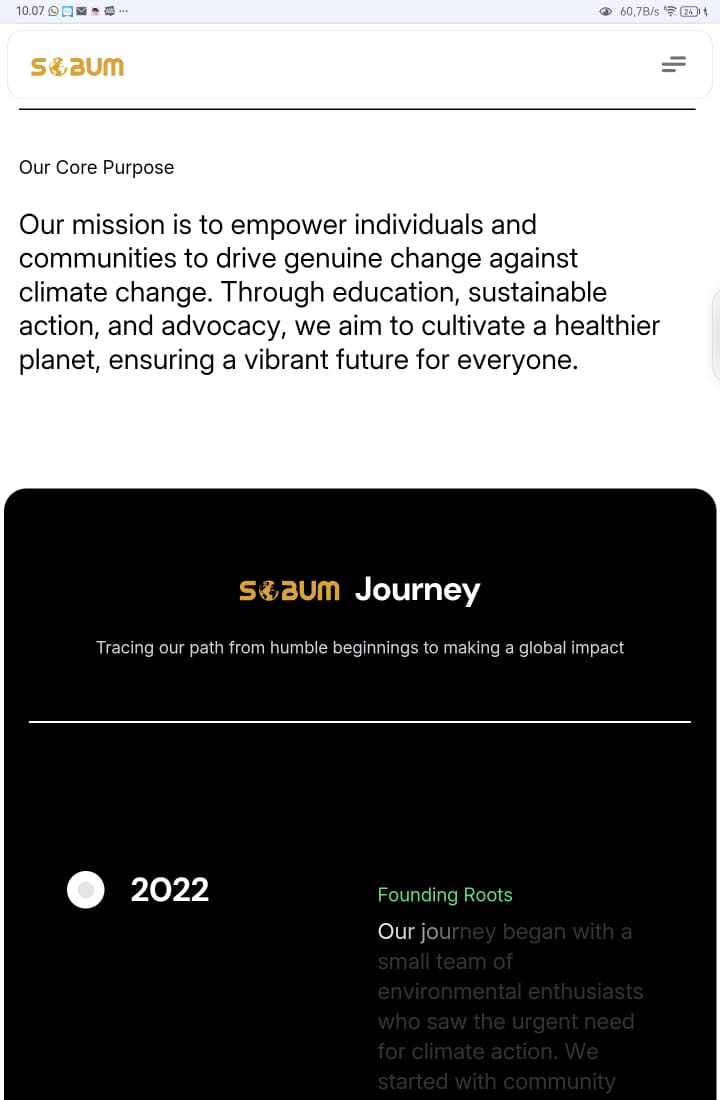 10.07
60,7B/s
24
SOBUM
Our Core Purpose
Our mission is to empower individuals and
communities to drive genuine change against
climate change. Through education, sustainable
action, and advocacy, we aim to cultivate a healthier
planet, ensuring a vibrant future for everyone.
SOBUM Journey
Tracing our path from humble beginnings to making a global impact
2022
Founding Roots
Our journey began with a
small team of
environmental enthusiasts
who saw the urgent need
for climate action. We
started with community